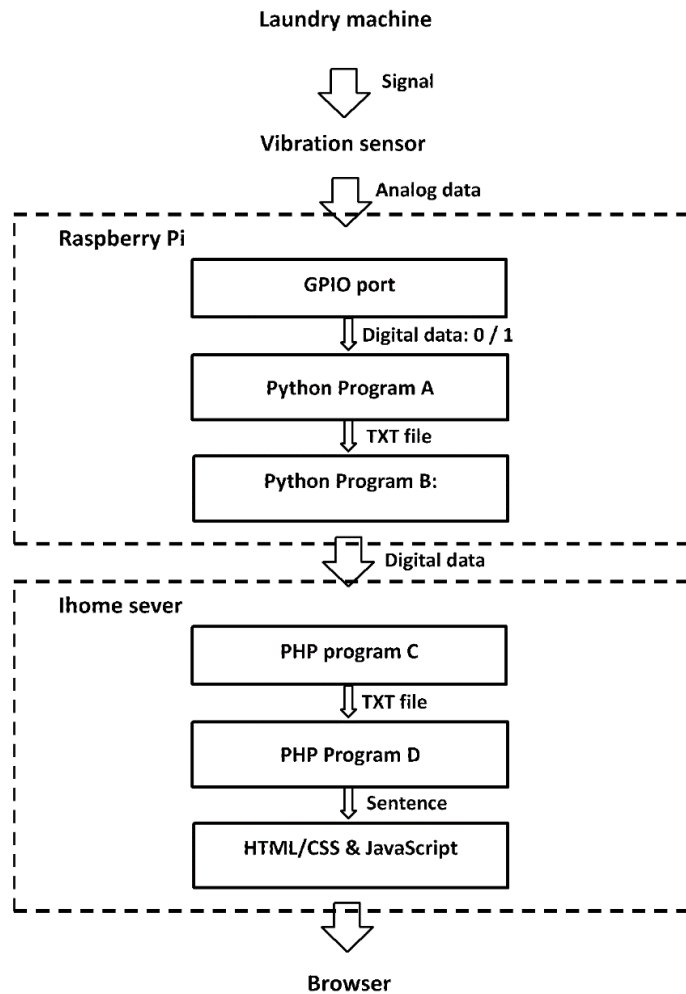 Laundry machine
Signal
Vibration sensor
Analog data
Raspberry Pi
GPIO port
Digital data: 0 / 1
Python Program A
TXT file
Python Program B:
Digital data
Ihome sever
PHP program C
TXT file
PHP Program D
Sentence
HTML/CSS & JavaScript
Browser